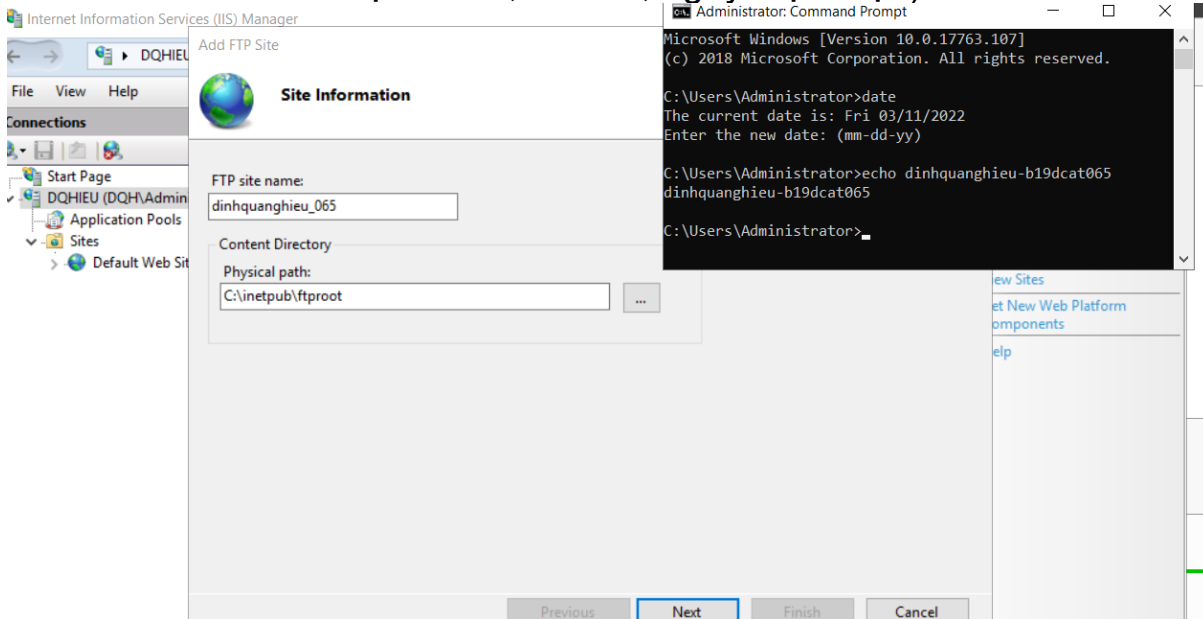 Internet Information Services (IIS) Manager
DQHIEU
File View Help
Connections
Start Page
DQHIEU (DQH\Admin
Application Pools
Sites
Default Web Sit
Add FTP Site
Site Information
FTP site name:
dinhquanghieu_065
Content Directory
Physical path:
C:\inetpub\ftproot
...
Previous Next Finish Cancel
Administrator: Command Prompt
Microsoft Windows [Version 10.0.17763.107]
(c) 2018 Microsoft Corporation. All rights reserved.
C:\Users\Administrator>date
The current date is: Fri 03/11/2022
Enter the new date: (mm-dd-yy)
C:\Users\Administrator>echo dinhquanghieu-b19dcat065
dinhquanghieu-b19dcat065
C:\Users\Administrator>
ew Sites
et New Web Platform
omponents
elp